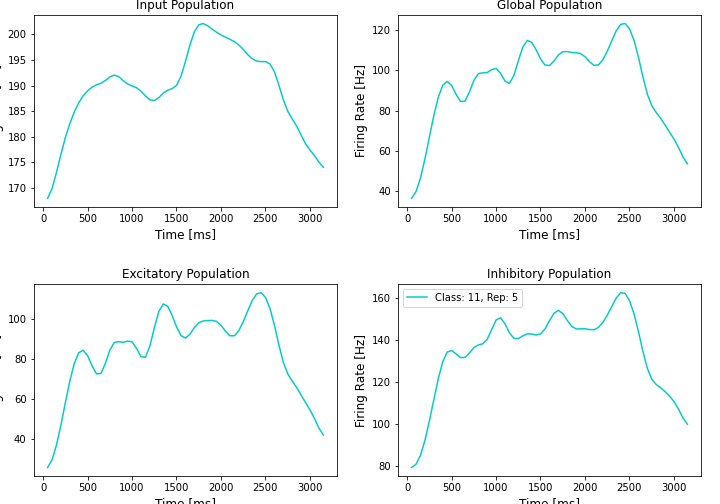 Input Population
200
195
190
185
180
175
170
0 500 1000 1500 2000 2500 3000
Time [ms]
Global Population
Firing Rate [Hz]
120
100
80
60
40
0 500 1000 1500 2000 2500 3000
Time [ms]
Excitatory Population
100
80
60
40
0 500 1000 1500 2000 2500 3000
Time [ms]
Inhibitory Population
Class: 11, Rep: 5
Firing Rate [Hz]
160
140
120
100
80
0 500 1000 1500 2000 2500 3000
Time [ms]